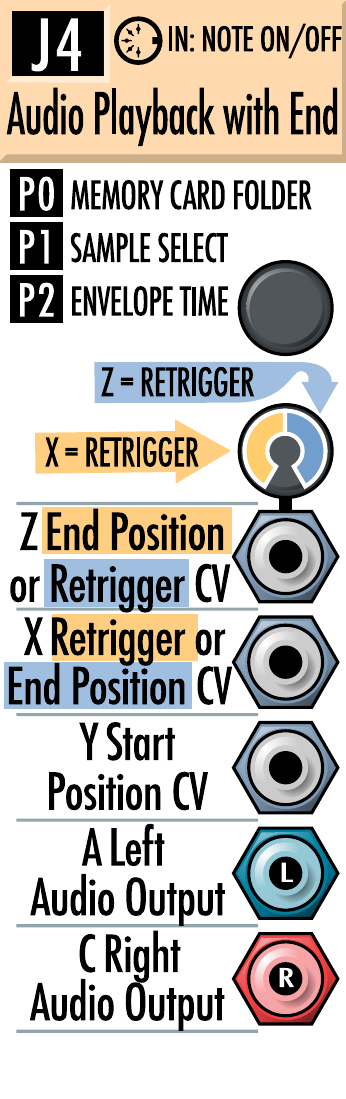 J4 IN: NOTE ON/OFF
Audio Playback with End
P0 MEMORY CARD FOLDER
P1 SAMPLE SELECT
P2 ENVELOPE TIME
Z = RETRIGGER
X = RETRIGGER
Z End Position
or Retrigger CV
X Retrigger or
End Position CV
Y Start
Position CV
A Left
Audio Output
L
C Right
Audio Output
R